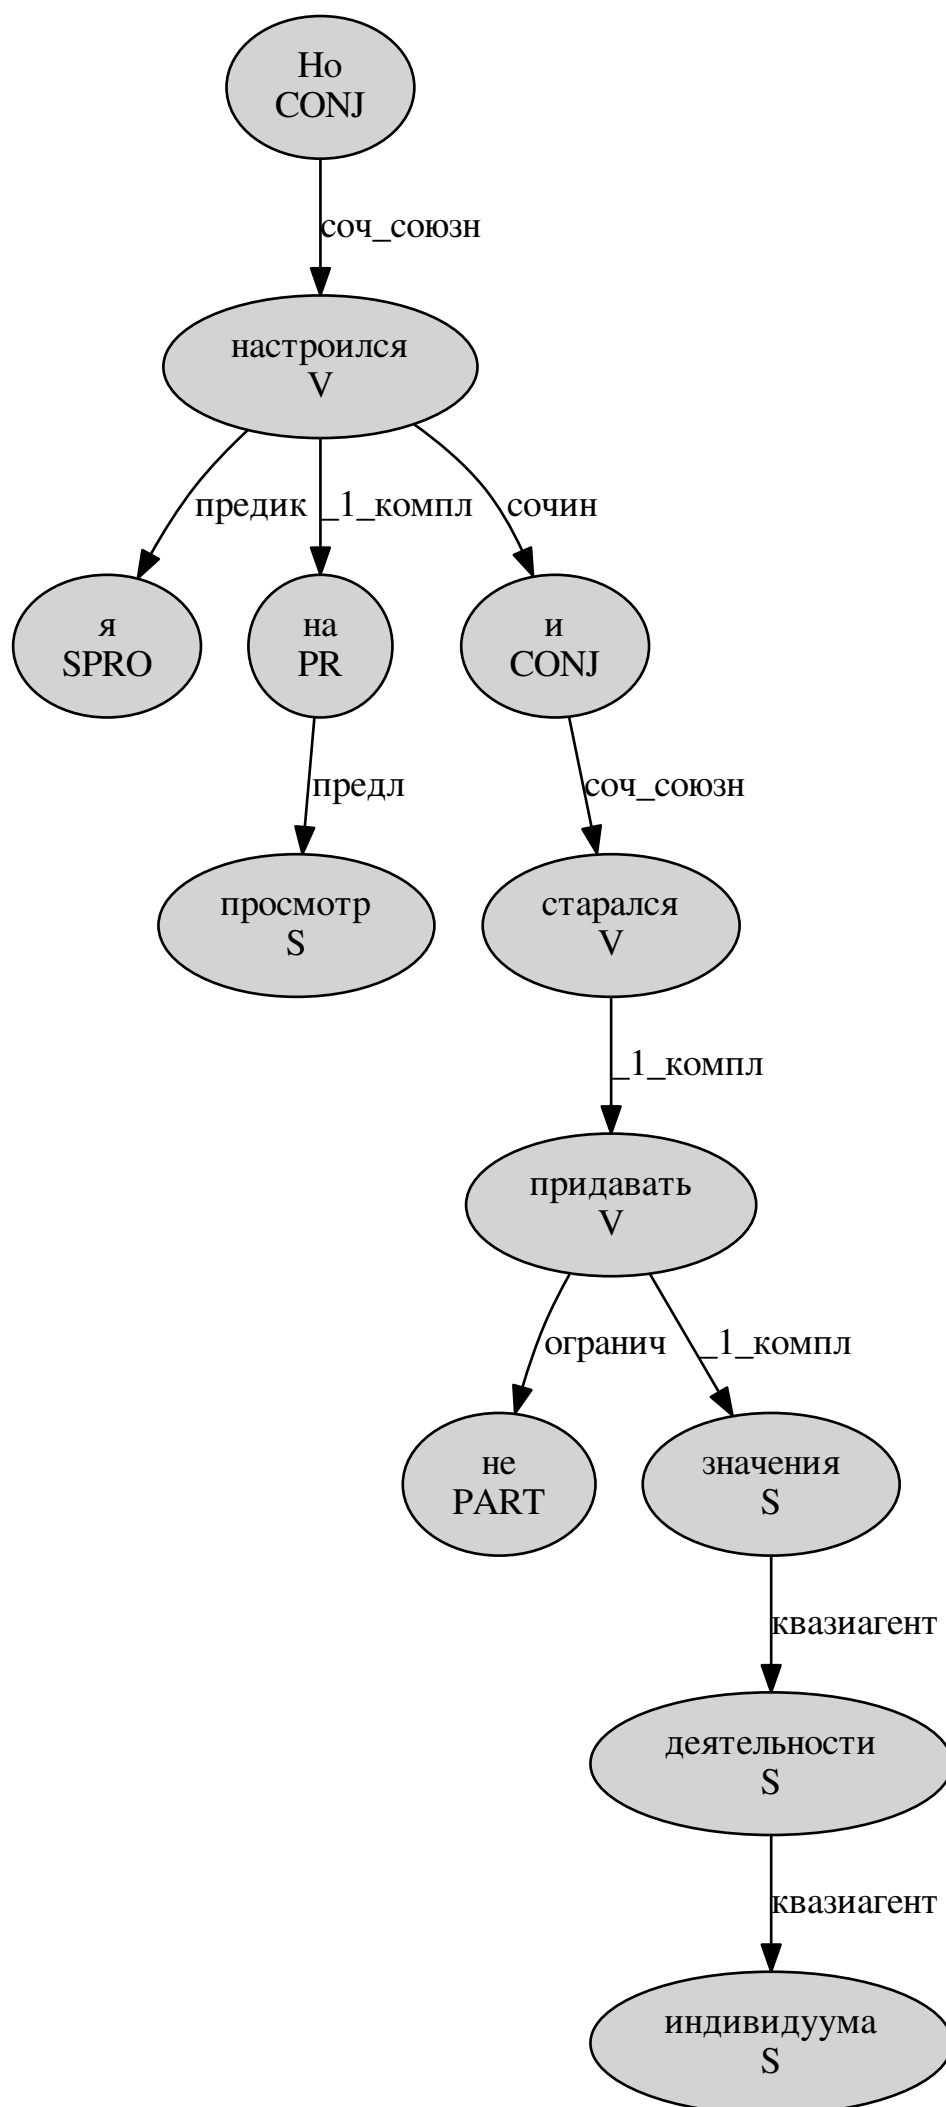 Но
CONJ
соч_союзн
настроился
V
предик
_1_компл
сочин
я
SPRO
на
PR
и
CONJ
предл
соч_союзн
просмотр
S
старался
V
_1_компл
придавать
V
огранич
_1_компл
не
PART
значения
S
квазиагент
деятельности
S
квазиагент
индивидуума
S